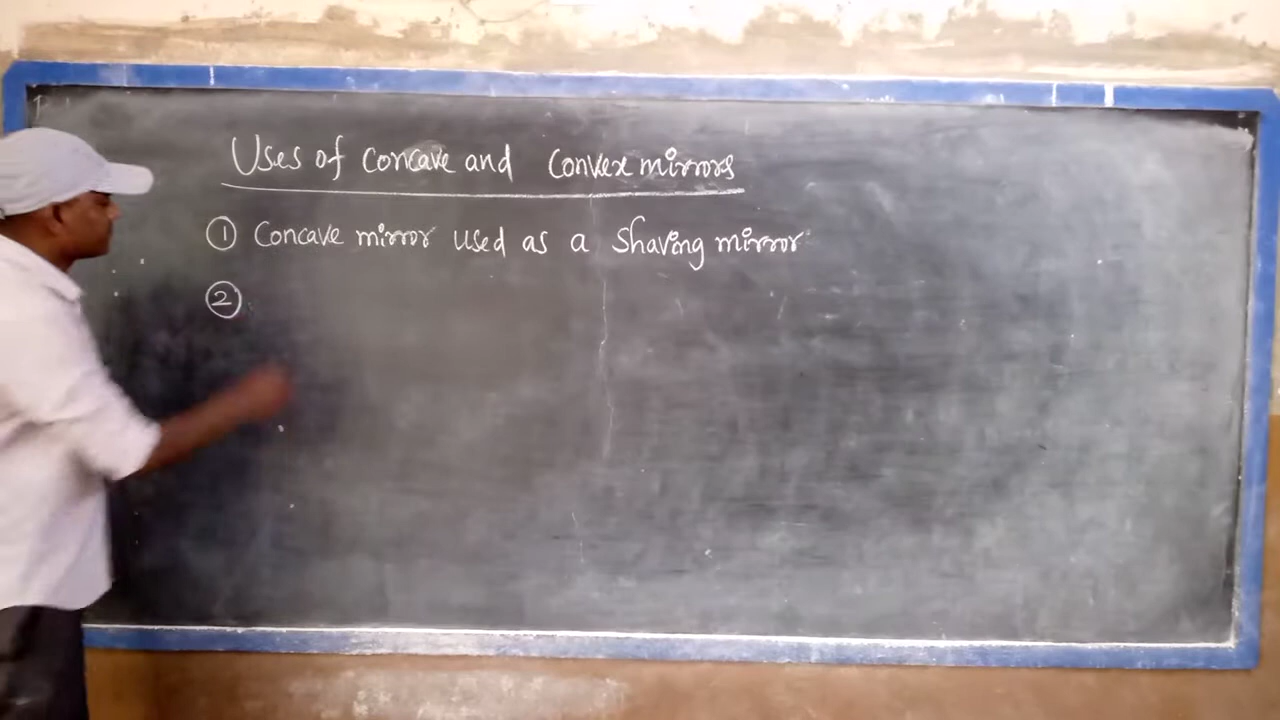 Uses of Concave and Convex mirrors
① Concave mirror used as a Shaving mirror
②